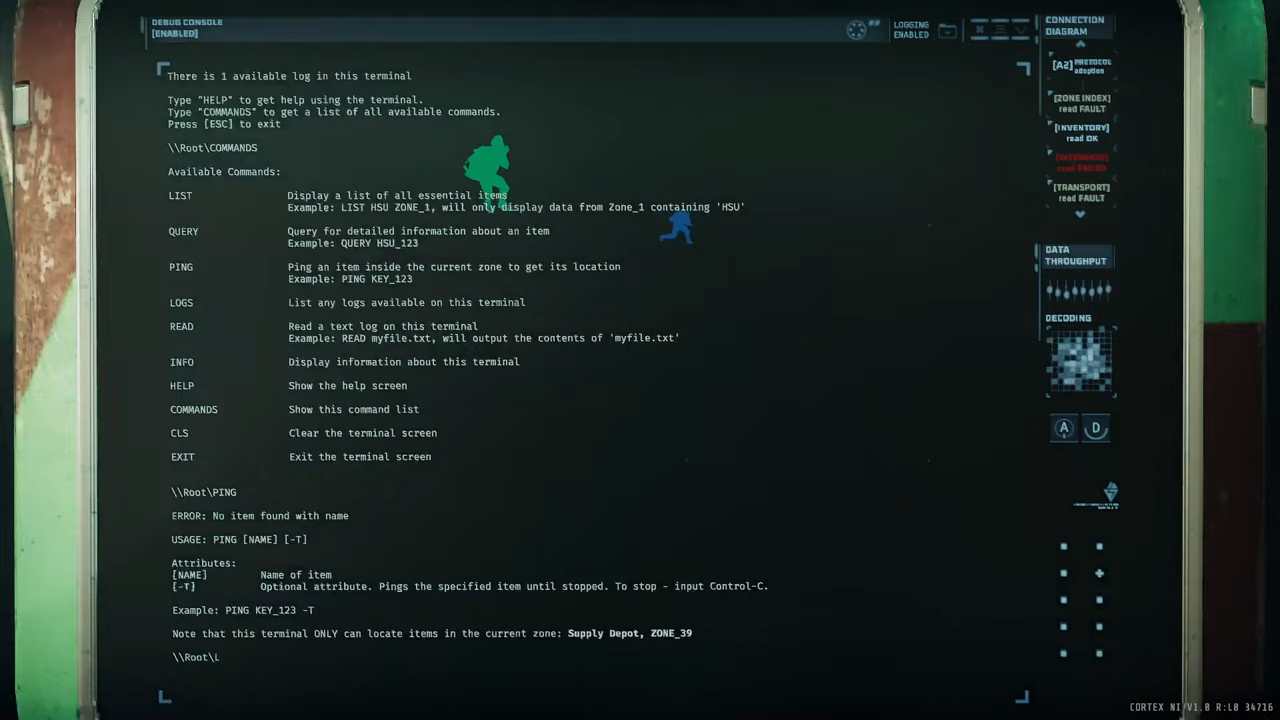 DEBUG CONSOLE
[ENABLED]
LOGGING
ENABLED
There is 1 available log in this terminal
Type "HELP" to get help using the terminal.
Type "COMMANDS" to get a list of all available commands.
Press [ESC] to exit
\\Root\COMMANDS
Available Commands:
LIST Display a list of all essential items
Example: LIST HSU ZONE_1, will only display data from Zone_1 containing 'HSU'
QUERY Query for detailed information about an item
Example: QUERY HSU_123
PING Ping an item inside the current zone to get its location
Example: PING KEY_123
LOGS List any logs available on this terminal
READ Read a text log on this terminal
Example: READ myfile.txt, will output the contents of 'myfile.txt'
INFO Display information about this terminal
HELP Show the help screen
COMMANDS Show this command list
CLS Clear the terminal screen
EXIT Exit the terminal screen
\\Root\PING
ERROR: No item found with name
USAGE: PING [NAME] [-T]
Attributes:
[NAME] Name of item
[-T] Optional attribute. Pings the specified item until stopped. To stop - input Control-C.
Example: PING KEY_123 -T
Note that this terminal ONLY can locate items in the current zone: Supply Depot, ZONE_39
\\Root\L
CONNECTION
DIAGRAM
[A2] PROTOCOL
adoption
[ZONE INDEX]
read FAULT
[INVENTORY]
read OK
read FAILED
[TRANSPORT]
read FAULT
DATA
THROUGHPUT
DECODING
A D
CORTEX NI/V1.0 R:L0 34716